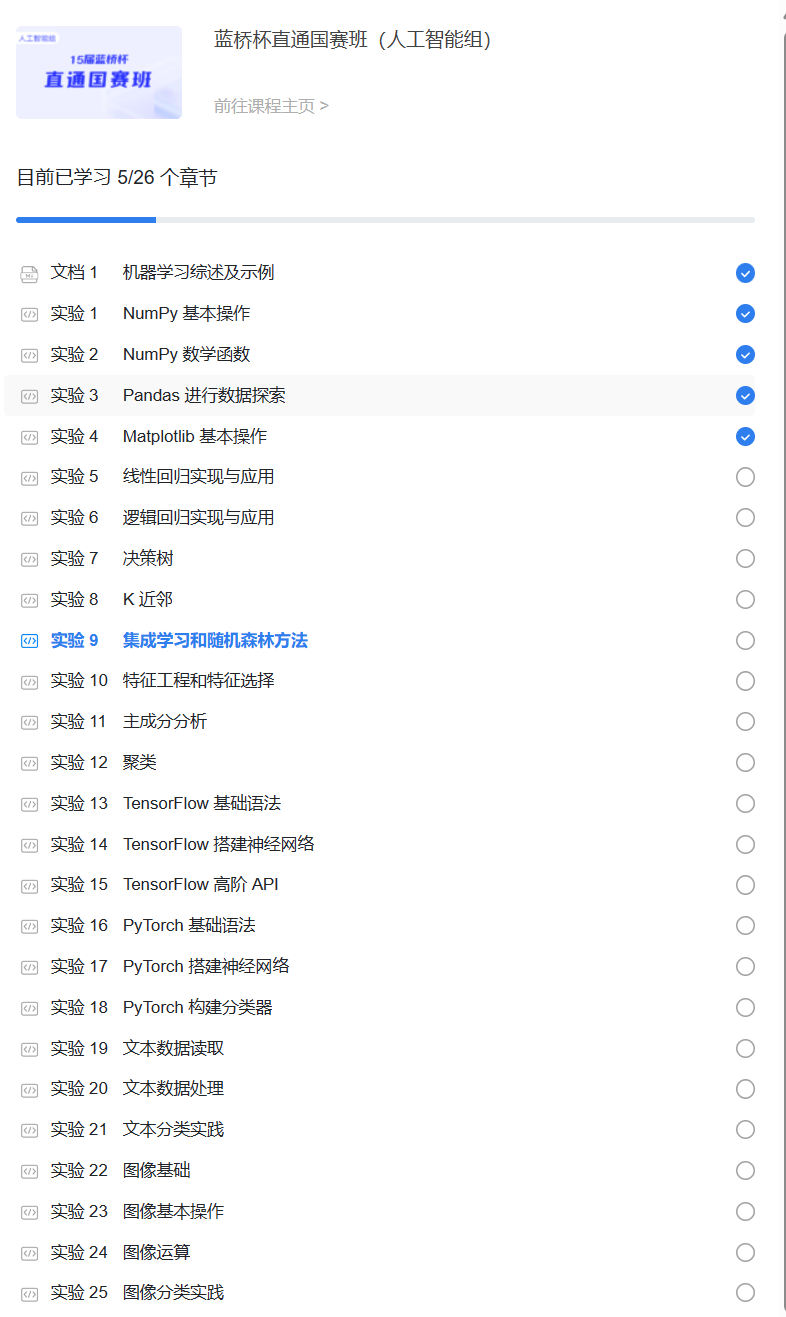 人工智能组
15届蓝桥杯
直通国赛班
蓝桥杯直通国赛班（人工智能组）
前往课程主页 >
目前已学习 5/26 个章节
文档 1 机器学习综述及示例
实验 1 NumPy 基本操作
实验 2 NumPy 数学函数
实验 3 Pandas 进行数据探索
实验 4 Matplotlib 基本操作
实验 5 线性回归实现与应用
实验 6 逻辑回归实现与应用
实验 7 决策树
实验 8 K 近邻
实验 9 集成学习和随机森林方法
实验 10 特征工程和特征选择
实验 11 主成分分析
实验 12 聚类
实验 13 TensorFlow 基础语法
实验 14 TensorFlow 搭建神经网络
实验 15 TensorFlow 高阶 API
实验 16 PyTorch 基础语法
实验 17 PyTorch 搭建神经网络
实验 18 PyTorch 构建分类器
实验 19 文本数据读取
实验 20 文本数据处理
实验 21 文本分类实践
实验 22 图像基础
实验 23 图像基本操作
实验 24 图像运算
实验 25 图像分类实践